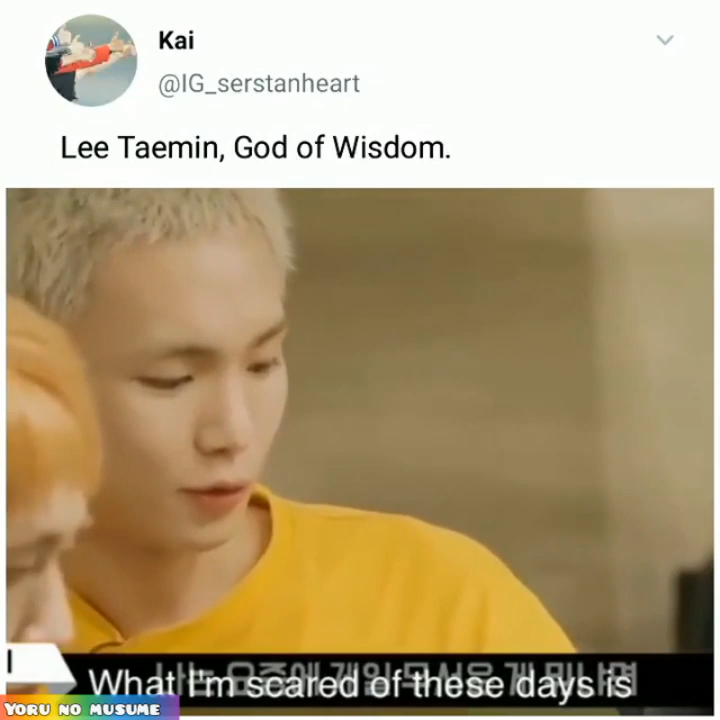 Kai
@IG_serstanheart
Lee Taemin, God of Wisdom.
What I'm scared of these days is
YORU NO MUSUME